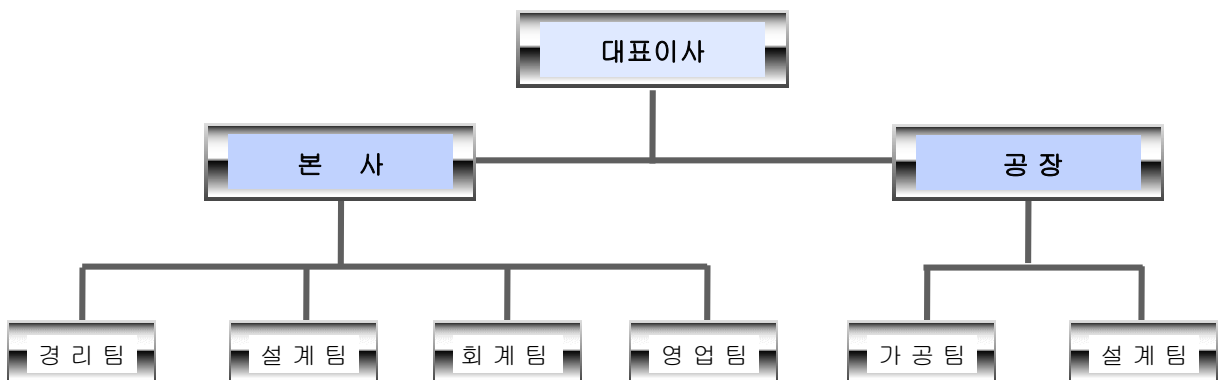 대표이사
본 사
공 장
경 리 팀
설 계 팀
회 계 팀
영 업 팀
가 공 팀
설 계 팀